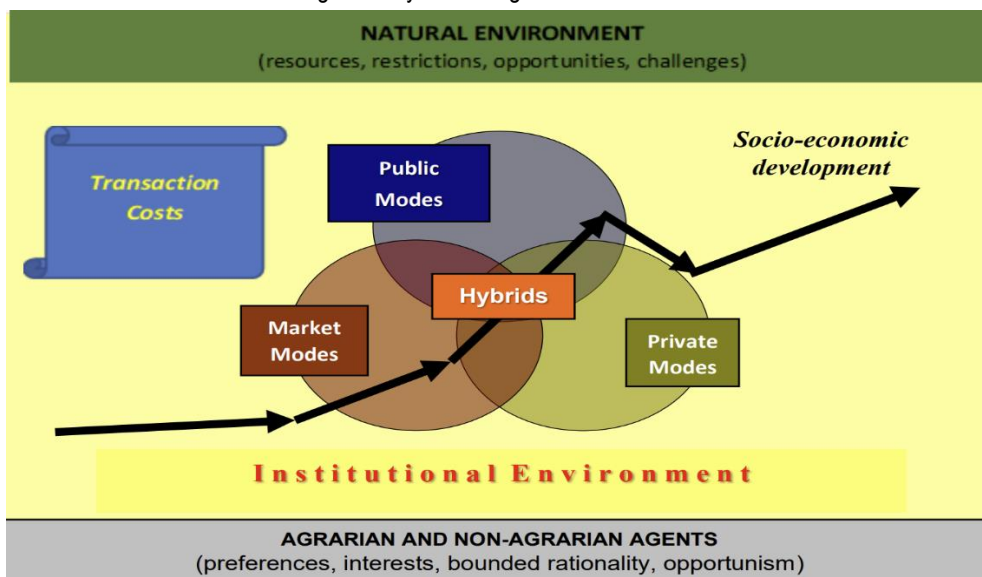 NATURAL ENVIRONMENT
(resources, restrictions, opportunities, challenges)
Transaction
Costs
Public
Modes
Socio-economic
development
Hybrids
Market
Modes
Private
Modes
Institutional Environment
AGRARIAN AND NON-AGRARIAN AGENTS
(preferences, interests, bounded rationality, opportunism)